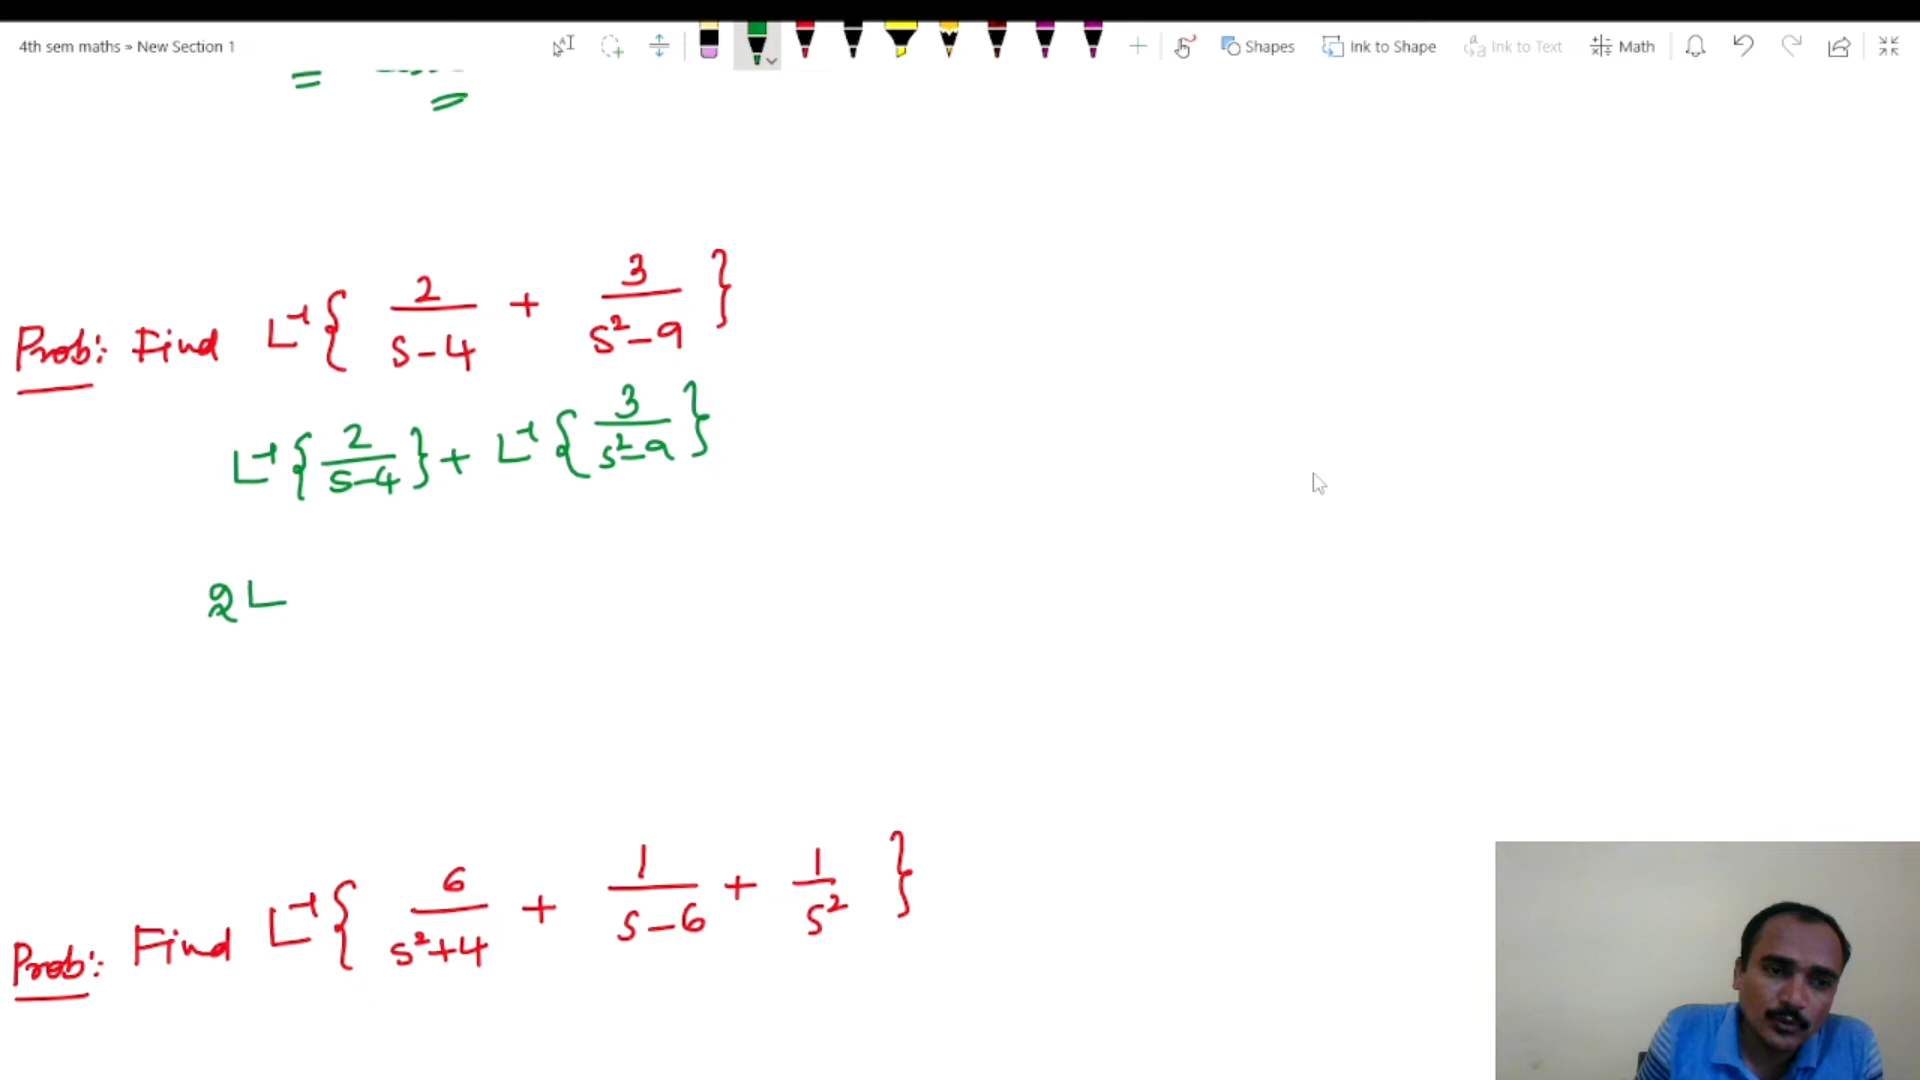 4th sem maths » New Section 1
Shapes Ink to Shape Ink to Text Math
=
Prob: Find L⁻¹{ 2/(s-4) + 3/(s²-9) }
L⁻¹{ 2/(s-4) } + L⁻¹{ 3/(s²-9) }
2L
Prob: Find L⁻¹{ 6/(s²+4) + 1/(s-6) + 1/s² }